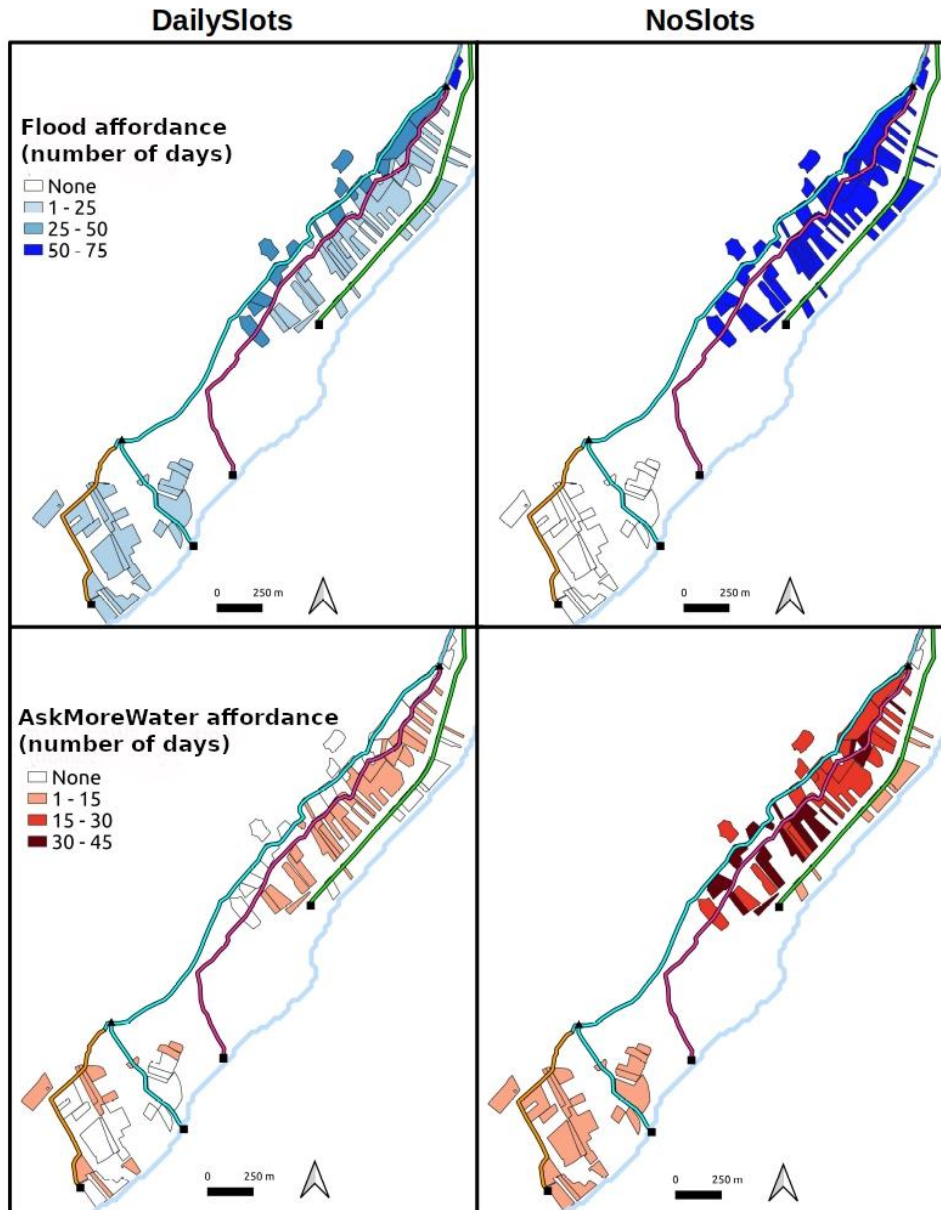 DailySlots
NoSlots
Flood affordance
(number of days)
None
1 - 25
25 - 50
50 - 75
0 250 m
0 250 m
AskMoreWater affordance
(number of days)
None
1 - 15
15 - 30
30 - 45
0 250 m
0 250 m